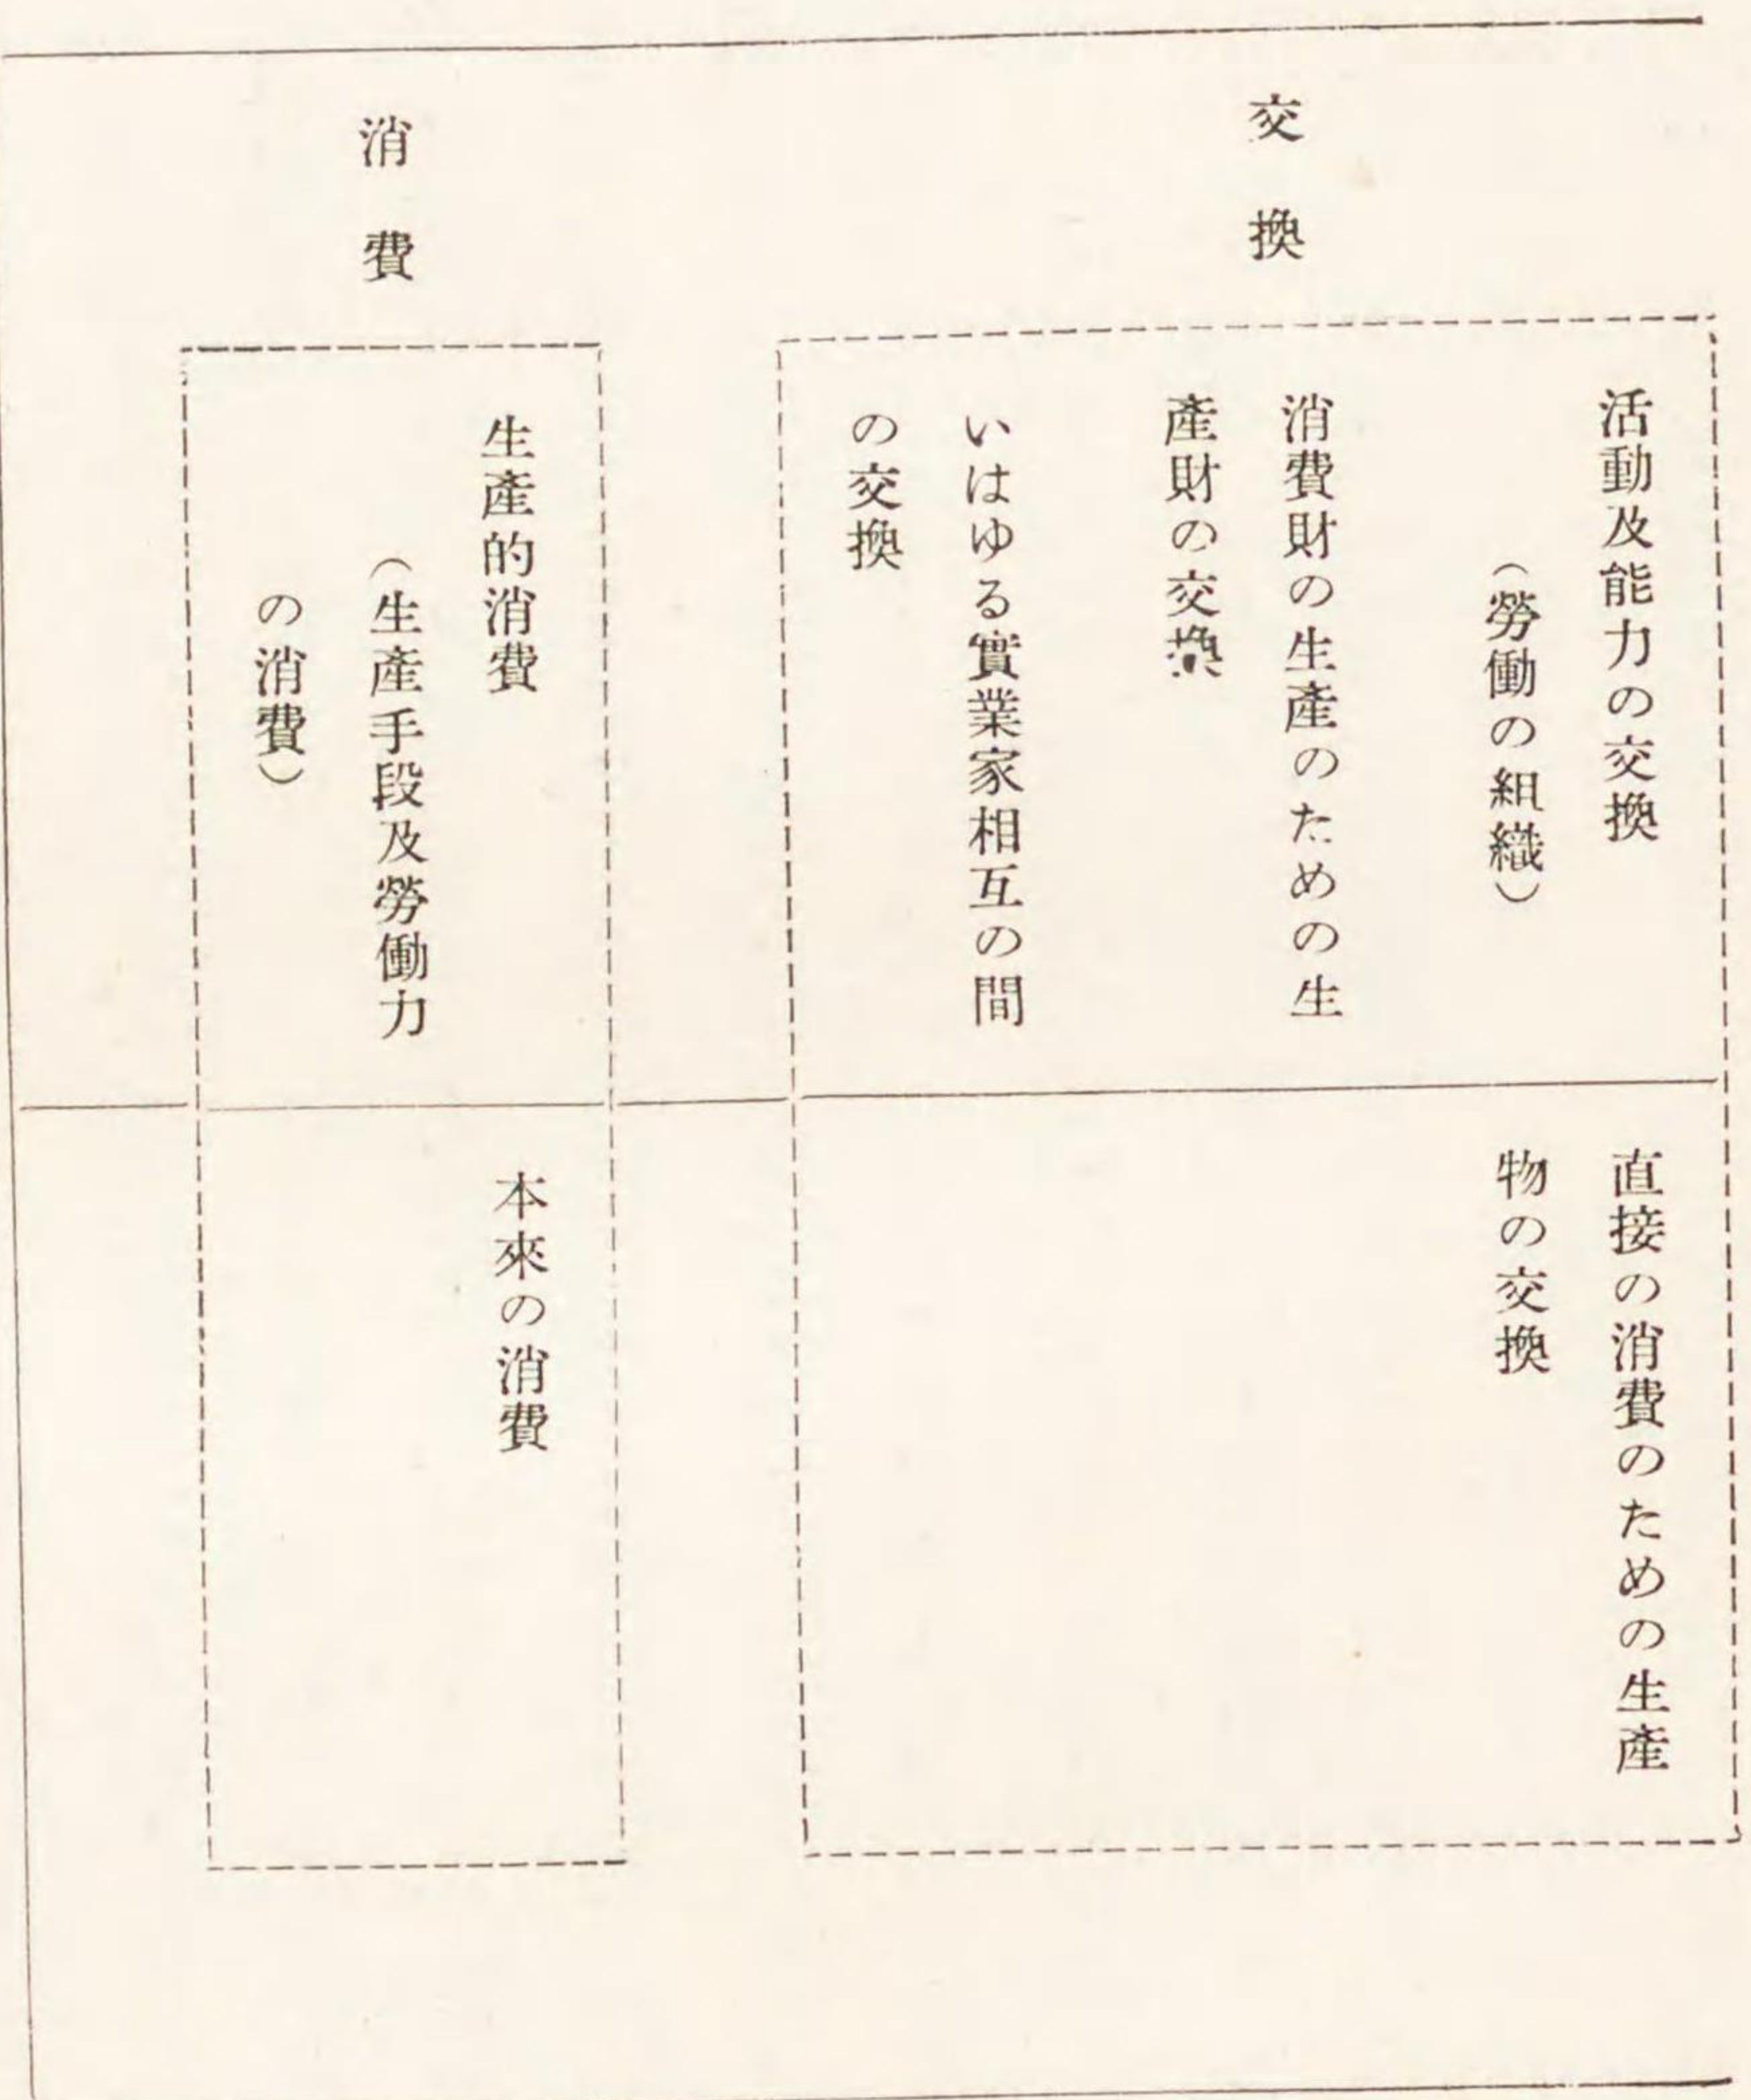 交換
活動及能力の交換
（勞働の組織）
消費財の生產のための生
產財の交換
いはゆる實業家相互の間
の交換
直接の消費のための生產
物の交換
消費
生產的消費
（生產手段及勞働力
の消費）
本來の消費